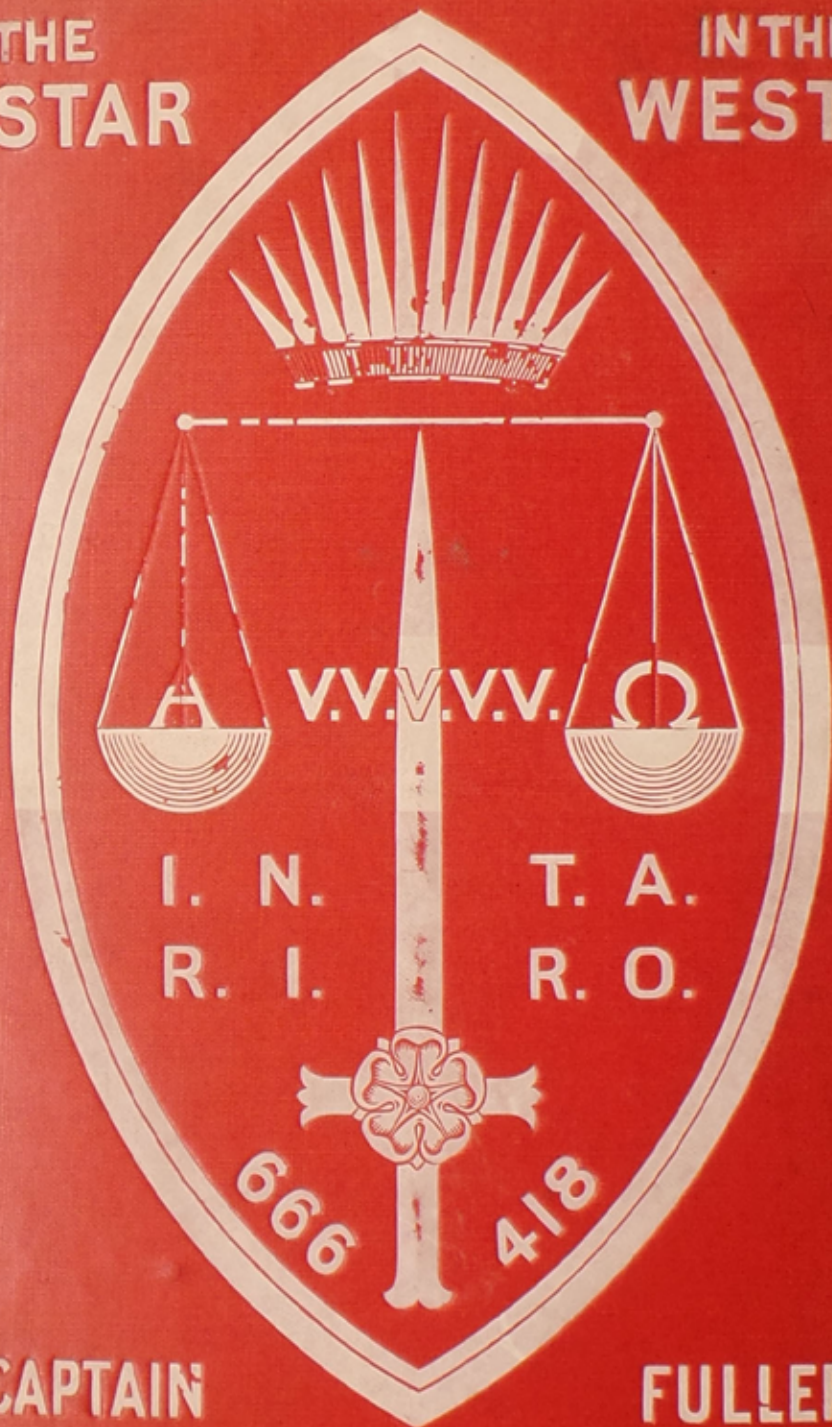 THE
STAR
IN THE
WEST
V.V.V.V.V.
A
Ω
I. N.
R. I.
T. A.
R. O.
666
418
CAPTAIN
FULLER